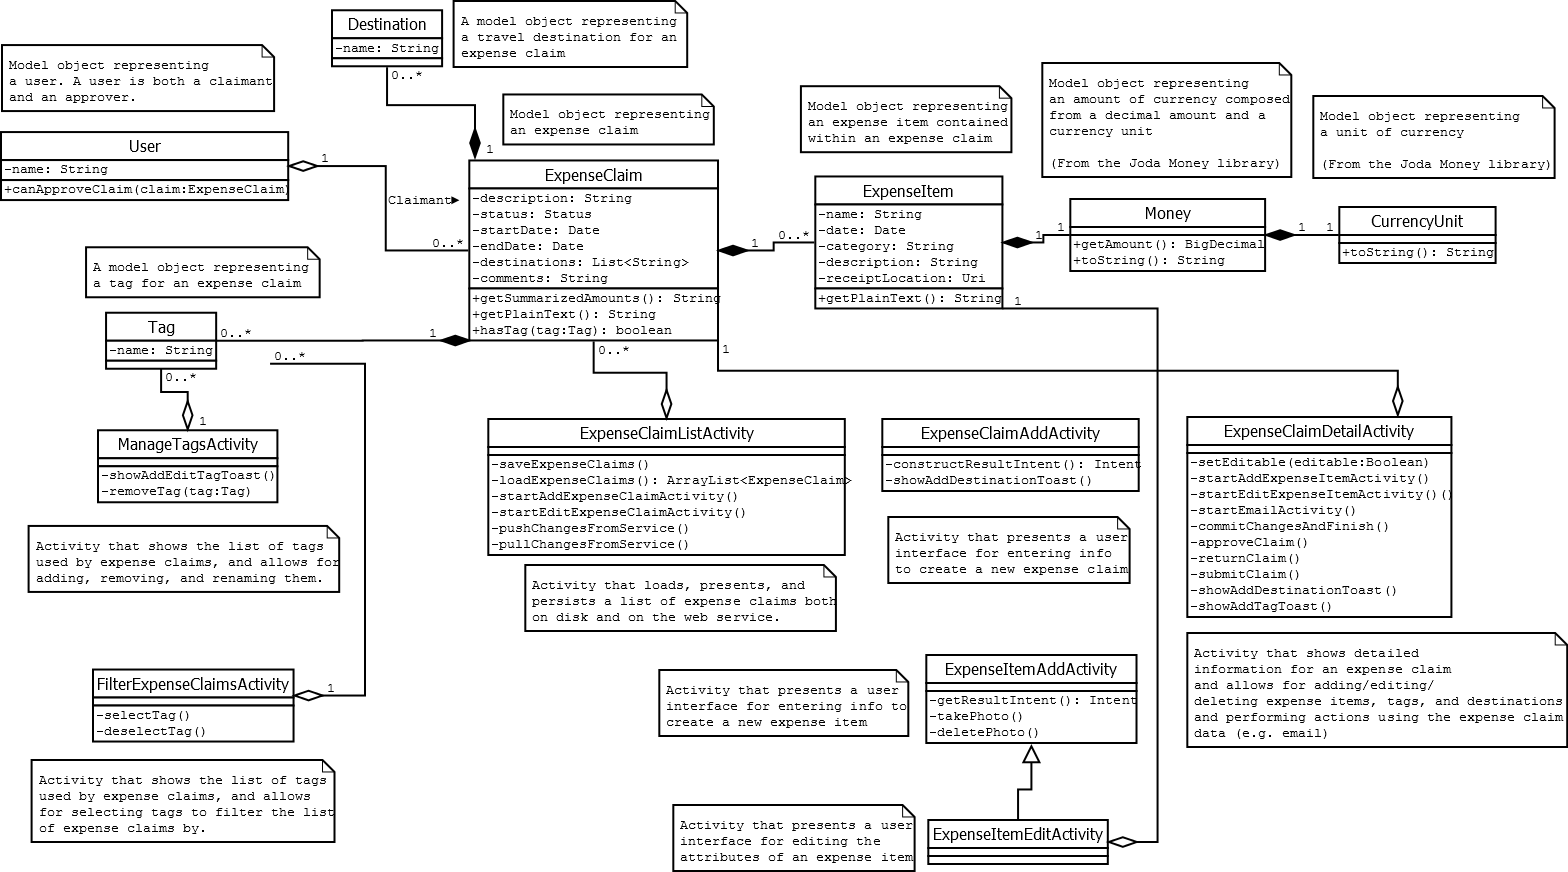 Destination
-name: String
0..*
A model object representing
a travel destination for an
expense claim
Model object representing
a user. A user is both a claimant
and an approver.
User
-name: String
+canApproveClaim(claim:ExpenseClaim)
1
Claimant
0..*
Model object representing
an expense claim
1
ExpenseClaim
-description: String
-status: Status
-startDate: Date
-endDate: Date
-destinations: List<String>
-comments: String
+getSummarizedAmounts(): String
+getPlainText(): String
+hasTag(tag:Tag): boolean
1
0..*
Model object representing
an expense item contained
within an expense claim
ExpenseItem
-name: String
-date: Date
-category: String
-description: String
-receiptLocation: Uri
+getPlainText(): String
1
1
1
Model object representing
an amount of currency composed
from a decimal amount and a
currency unit
(From the Joda Money library)
Money
+getAmount(): BigDecimal
+toString(): String
1
1
Model object representing
a unit of currency
(From the Joda Money library)
CurrencyUnit
+toString(): String
A model object representing
a tag for an expense claim
Tag
-name: String
0..*
1
0..*
0..*
1
ManageTagsActivity
-showAddEditTagToast()
-removeTag(tag:Tag)
Activity that shows the list of tags
used by expense claims, and allows for
adding, removing, and renaming them.
FilterExpenseClaimsActivity
-selectTag()
-deselectTag()
1
Activity that shows the list of tags
used by expense claims, and allows
for selecting tags to filter the list
of expense claims by.
0..*
1
ExpenseClaimListActivity
-saveExpenseClaims()
-loadExpenseClaims(): ArrayList<ExpenseClaim>
-startAddExpenseClaimActivity()
-startEditExpenseClaimActivity()
-pushChangesFromService()
-pullChangesFromService()
Activity that loads, presents, and
persists a list of expense claims both
on disk and on the web service.
ExpenseClaimAddActivity
-constructResultIntent(): Intent
-showAddDestinationToast()
Activity that presents a user
interface for entering info
to create a new expense claim
ExpenseClaimDetailActivity
-setEditable(editable:Boolean)
-startAddExpenseItemActivity()
-startEditExpenseItemActivity()()
-startEmailActivity()
-commitChangesAndFinish()
-approveClaim()
-returnClaim()
-submitClaim()
-showAddDestinationToast()
-showAddTagToast()
Activity that shows detailed
information for an expense claim
and allows for adding/editing/
deleting expense items, tags, and destinations
and performing actions using the expense claim
data (e.g. email)
Activity that presents a user
interface for entering info to
create a new expense item
ExpenseItemAddActivity
-getResultIntent(): Intent
-takePhoto()
-deletePhoto()
Activity that presents a user
interface for editing the
attributes of an expense item
ExpenseItemEditActivity